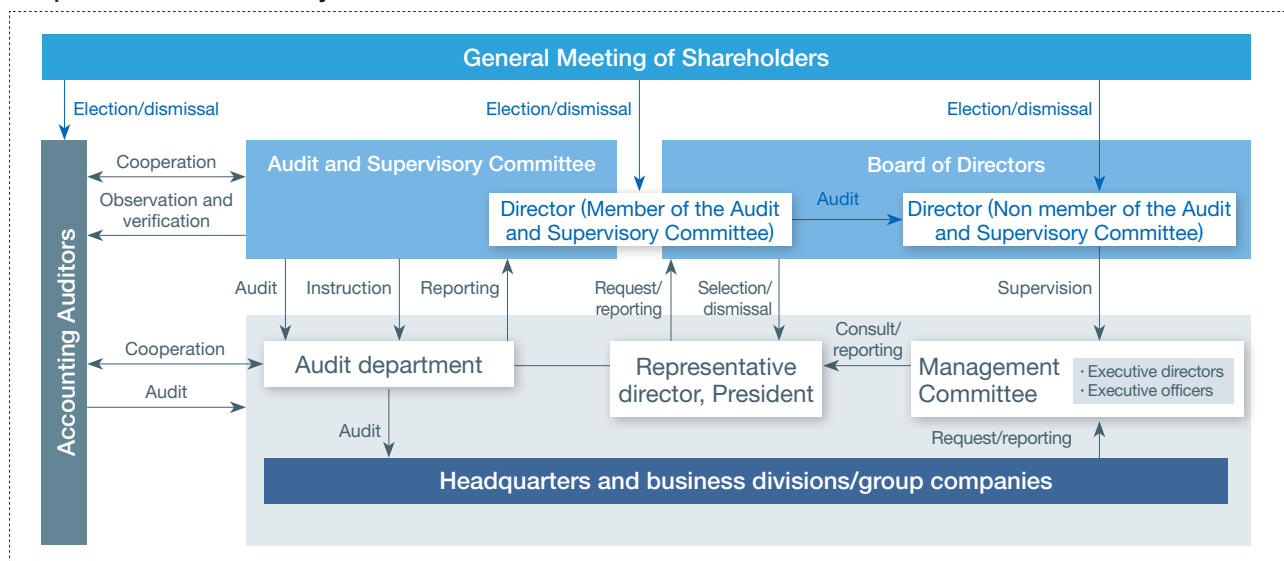 General Meeting of Shareholders
Election/dismissal
Election/dismissal
Election/dismissal
Accounting Auditors
Cooperation
Observation and
verification
Audit and Supervisory Committee
Board of Directors
Director (Member of the Audit
and Supervisory Committee)
Audit
Director (Non member of the Audit
and Supervisory Committee)
Audit
Instruction
Reporting
Request/
reporting
Selection/
dismissal
Supervision
Cooperation
Audit
Audit department
Representative
director, President
Consult/
reporting
Management
Committee
· Executive directors
· Executive officers
Audit
Request/reporting
Headquarters and business divisions/group companies